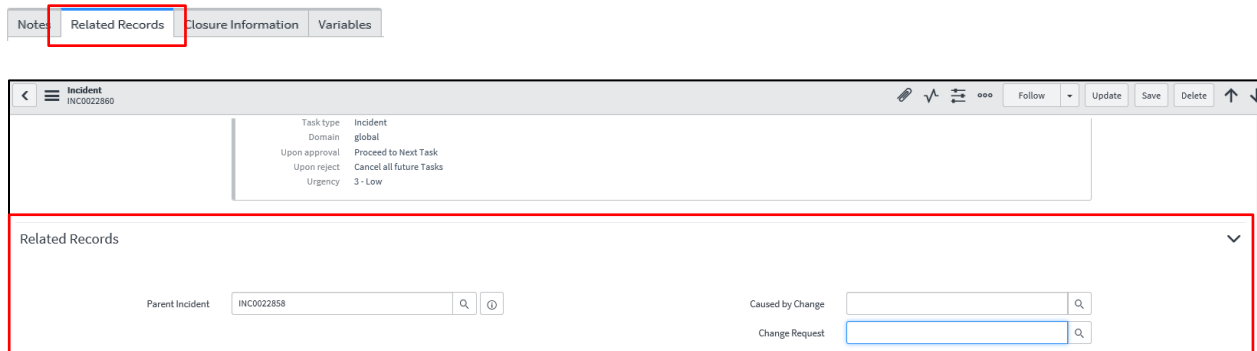 Notes Related Records Closure Information Variables
Incident
INC0022860
Follow Update Save Delete
Task type Incident
Domain global
Upon approval Proceed to Next Task
Upon reject Cancel all future Tasks
Urgency 3 - Low
Related Records
Parent Incident INC0022858 Caused by Change
Change Request